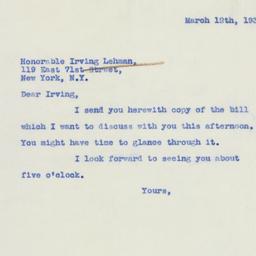 March 12th, 193
Honorable Irving Lehman,
119 East 71st Street,
New York, N.Y.
Dear Irving,
I send you herewith copy of the bill
which I want to discuss with you this afternoon.
You might have time to glance through it.
I look forward to seeing you about
five o'clock.
Yours,